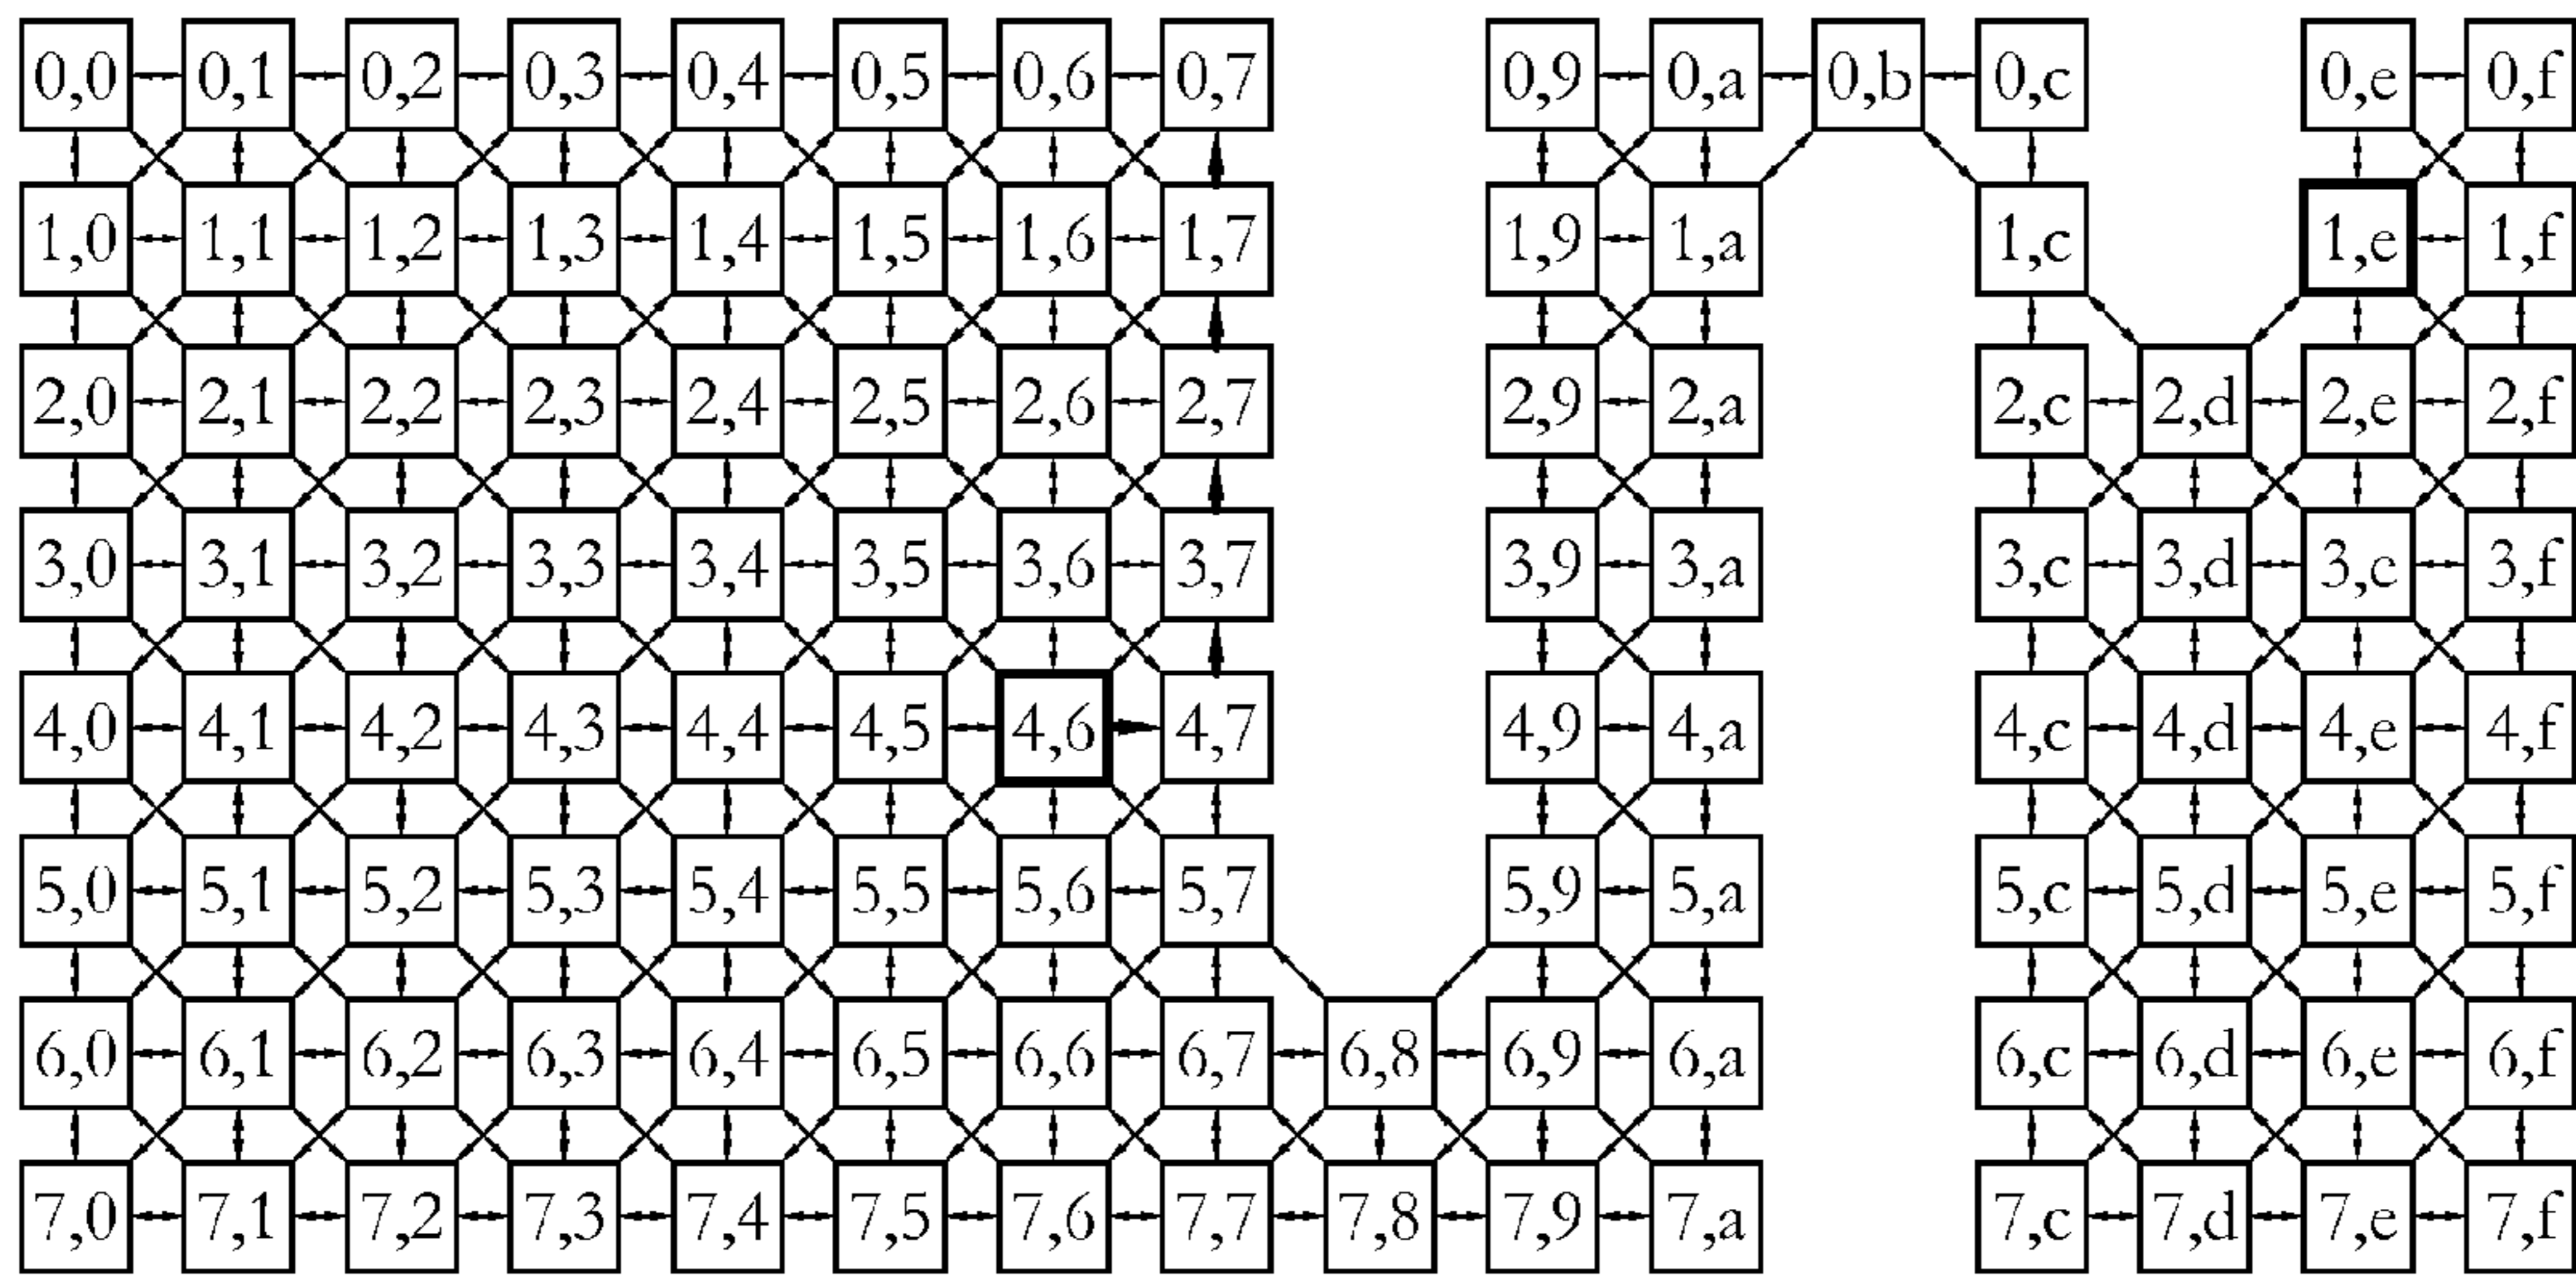 0,0 0,1 0,2 0,3 0,4 0,5 0,6 0,7 0,9 0,a 0,b 0,c 0,e 0,f
1,0 1,1 1,2 1,3 1,4 1,5 1,6 1,7 1,9 1,a 1,c 1,e 1,f
2,0 2,1 2,2 2,3 2,4 2,5 2,6 2,7 2,9 2,a 2,c 2,d 2,e 2,f
3,0 3,1 3,2 3,3 3,4 3,5 3,6 3,7 3,9 3,a 3,c 3,d 3,e 3,f
4,0 4,1 4,2 4,3 4,4 4,5 4,6 4,7 4,9 4,a 4,c 4,d 4,e 4,f
5,0 5,1 5,2 5,3 5,4 5,5 5,6 5,7 5,9 5,a 5,c 5,d 5,e 5,f
6,0 6,1 6,2 6,3 6,4 6,5 6,6 6,7 6,8 6,9 6,a 6,c 6,d 6,e 6,f
7,0 7,1 7,2 7,3 7,4 7,5 7,6 7,7 7,8 7,9 7,a 7,c 7,d 7,e 7,f